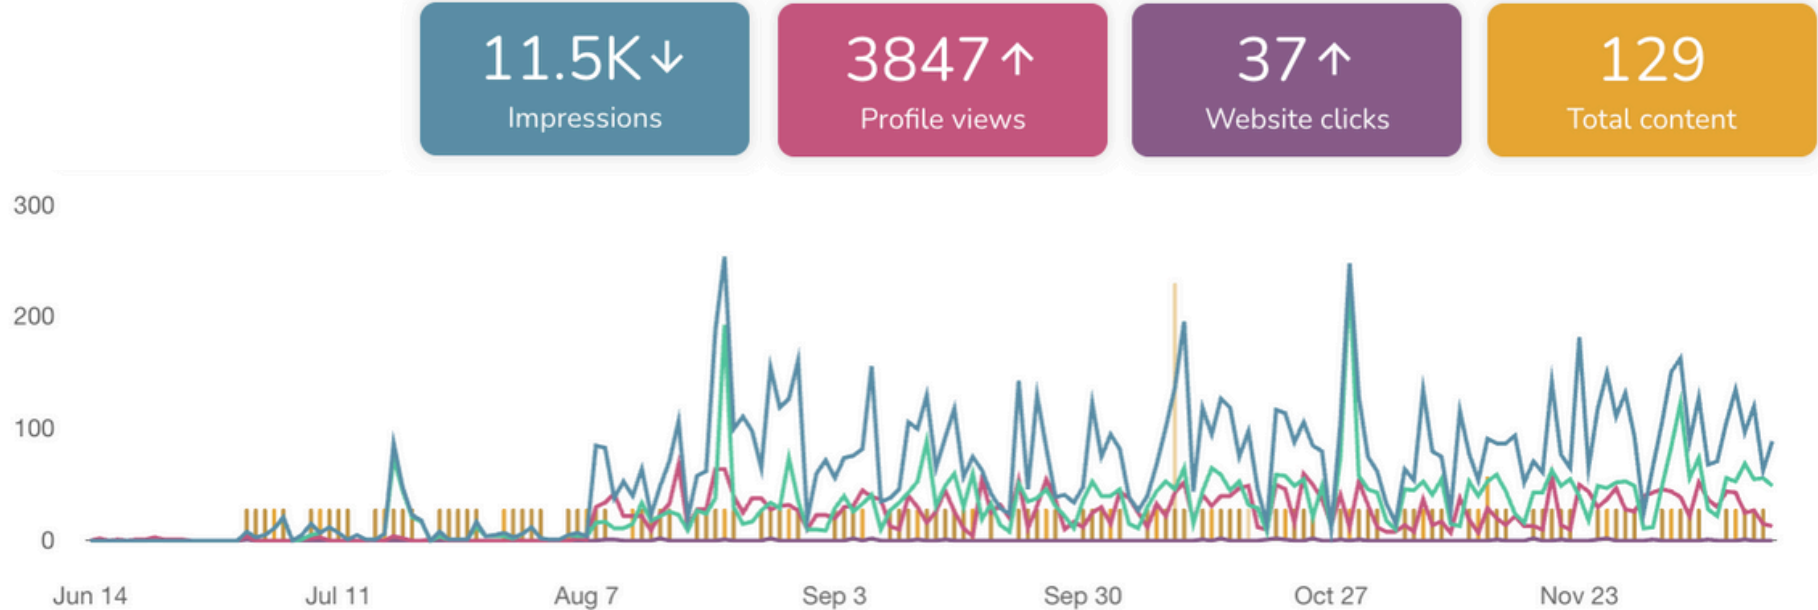 11.5K↓
Impressions
3847↑
Profile views
37↑
Website clicks
129
Total content
300
200
100
0
Jun 14 Jul 11 Aug 7 Sep 3 Sep 30 Oct 27 Nov 23